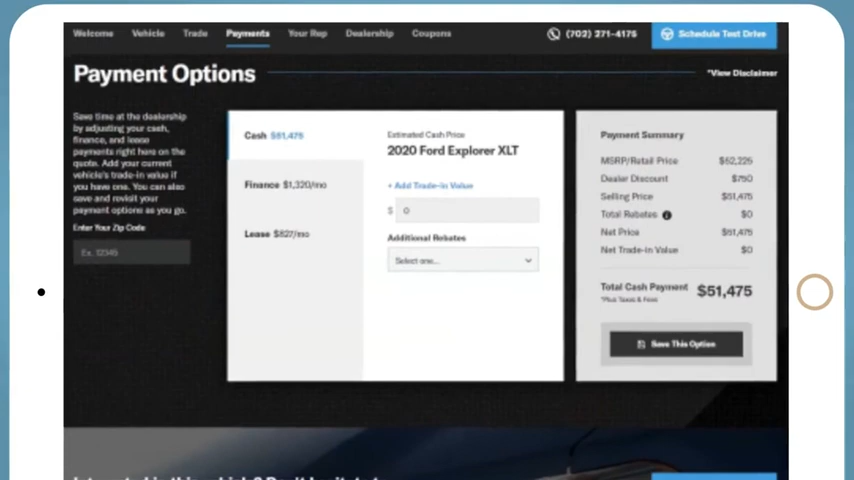 Welcome Vehicle Trade Payments Your Rep Dealership Coupons (702) 271-4175 Schedule Test Drive
Payment Options
*View Disclaimer
Save time at the dealership
by adjusting your cash,
finance, and lease
payments right here on the
quote. Add your current
vehicle's trade-in value if
you have one. You can also
save and revisit your
payment options as you go.
Enter Your Zip Code
Ex. 12345
Cash $51,475
Finance $1,320/mo
Lease $827/mo
Estimated Cash Price
2020 Ford Explorer XLT
+ Add Trade-in Value
$ 0
Additional Rebates
Select one...
Payment Summary
MSRP/Retail Price $52,225
Dealer Discount $750
Selling Price $51,475
Total Rebates $0
Net Price $51,475
Net Trade-in Value $0
Total Cash Payment $51,475
*Plus Taxes & Fees
Save This Option